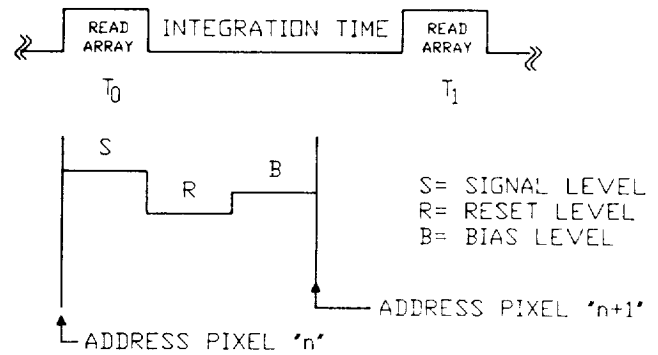 READ
ARRAY
INTEGRATION TIME
READ
ARRAY
T0
T1
S
R
B
S= SIGNAL LEVEL
R= RESET LEVEL
B= BIAS LEVEL
ADDRESS PIXEL "n+1"
ADDRESS PIXEL "n"